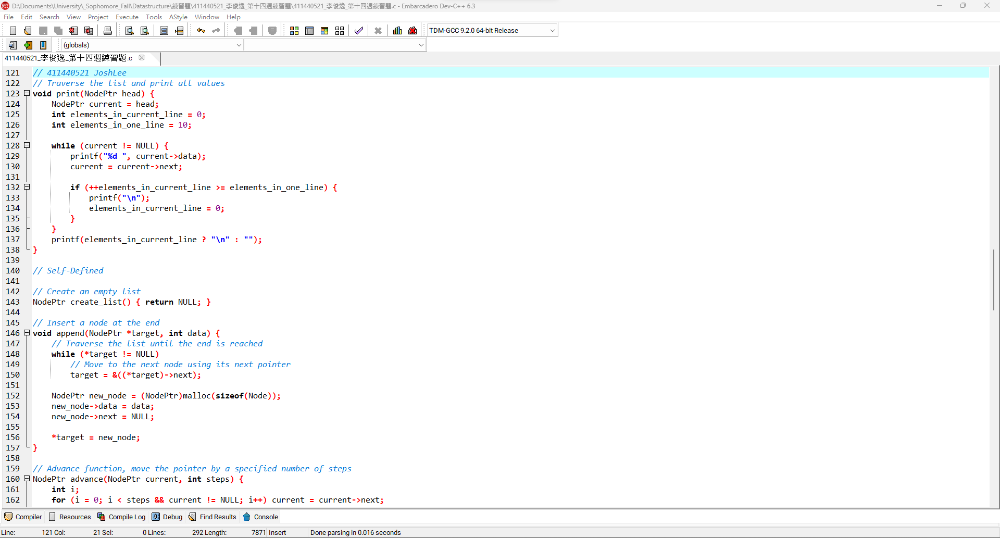 D:\Documents\University\_Sophomore_Fall\Datastructure\練習題\411440521_李俊逸_第十四週練習題\411440521_李俊逸_第十四週練習題.c - Embarcadero Dev-C++ 6.3
File Edit Search View Project Execute Tools AStyle Window Help
TDM-GCC 9.2.0 64-bit Release
(globals)
411440521_李俊逸_第十四週練習題.c
121 // 411440521 JoshLee
122 // Traverse the list and print all values
123 void print(NodePtr head) {
124     NodePtr current = head;
125     int elements_in_current_line = 0;
126     int elements_in_one_line = 10;
127
128     while (current != NULL) {
129         printf("%d ", current->data);
130         current = current->next;
131
132         if (++elements_in_current_line >= elements_in_one_line) {
133             printf("\n");
134             elements_in_current_line = 0;
135         }
136     }
137     printf(elements_in_current_line ? "\n" : "");
138 }
139
140 // Self-Defined
141
142 // Create an empty list
143 NodePtr create_list() { return NULL; }
144
145 // Insert a node at the end
146 void append(NodePtr *target, int data) {
147     // Traverse the list until the end is reached
148     while (*target != NULL)
149         // Move to the next node using its next pointer
150         target = &((*target)->next);
151
152     NodePtr new_node = (NodePtr)malloc(sizeof(Node));
153     new_node->data = data;
154     new_node->next = NULL;
155
156     *target = new_node;
157 }
158
159 // Advance function, move the pointer by a specified number of steps
160 NodePtr advance(NodePtr current, int steps) {
161     int i;
162     for (i = 0; i < steps && current != NULL; i++) current = current->next;
Compiler Resources Compile Log Debug Find Results Console
Line: 121 Col: 21 Sel: 0 Lines: 292 Length: 7871 Insert Done parsing in 0.016 seconds